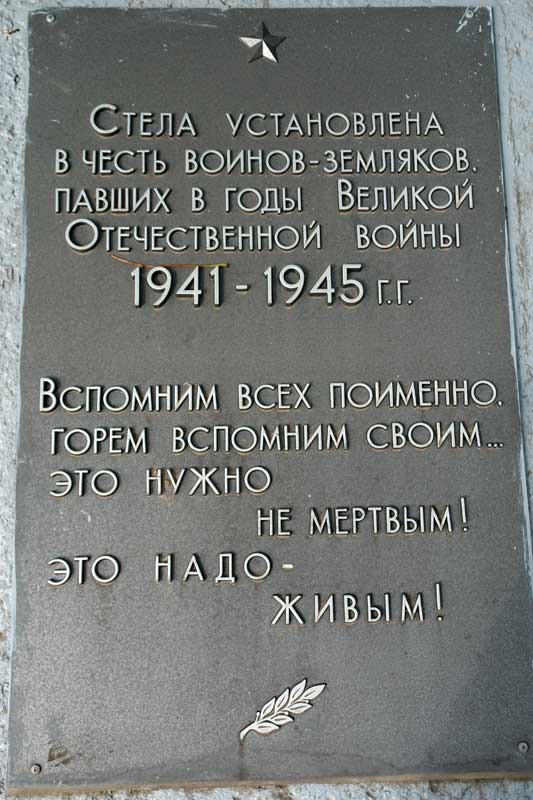 Стела установлена
в честь воинов-земляков,
павших в годы Великой
Отечественной войны
1941-1945 г.г.
Вспомним всех поименно,
горем вспомним своим...
это нужно
не мертвым!
это надо-
живым!